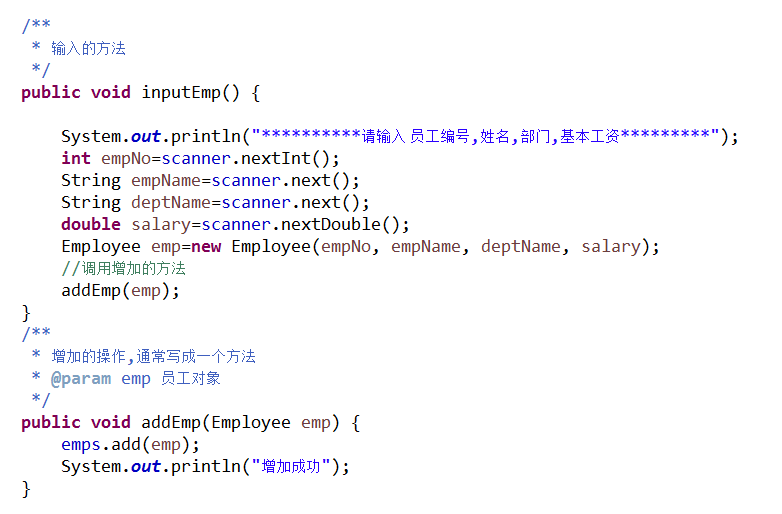 /**
 * 输入的方法
 */
public void inputEmp() {
    System.out.println("**********请输入 员工编号,姓名,部门,基本工资*********");
    int empNo=scanner.nextInt();
    String empName=scanner.next();
    String deptName=scanner.next();
    double salary=scanner.nextDouble();
    Employee emp=new Employee(empNo, empName, deptName, salary);
    //调用增加的方法
    addEmp(emp);
}
/**
 * 增加的操作,通常写成一个方法
 * @param emp 员工对象
 */
public void addEmp(Employee emp) {
    emps.add(emp);
    System.out.println("增加成功");
}